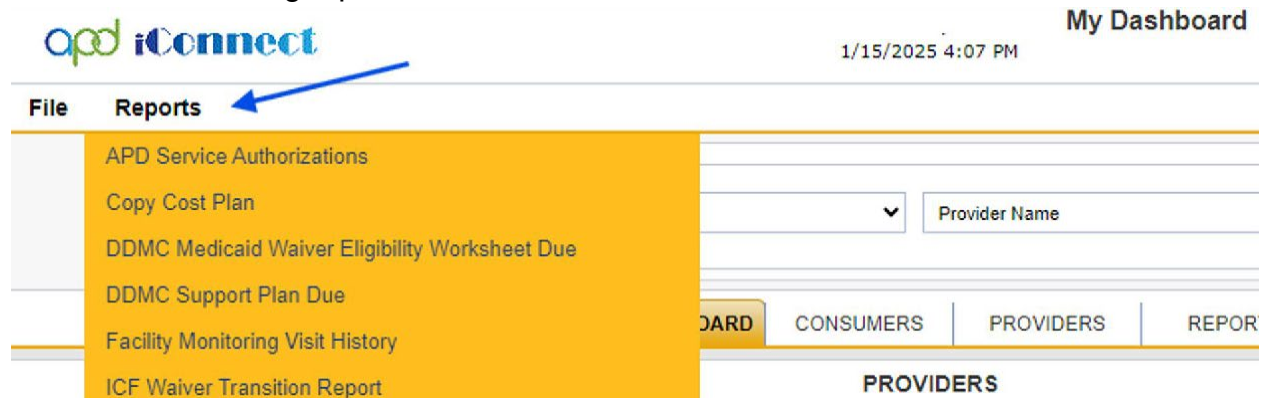 apd iConnect
My Dashboard
1/15/2025 4:07 PM
File Reports
APD Service Authorizations
Copy Cost Plan
Provider Name
DDMC Medicaid Waiver Eligibility Worksheet Due
DDMC Support Plan Due
OARD CONSUMERS PROVIDERS REPOR
Facility Monitoring Visit History
ICF Waiver Transition Report
PROVIDERS